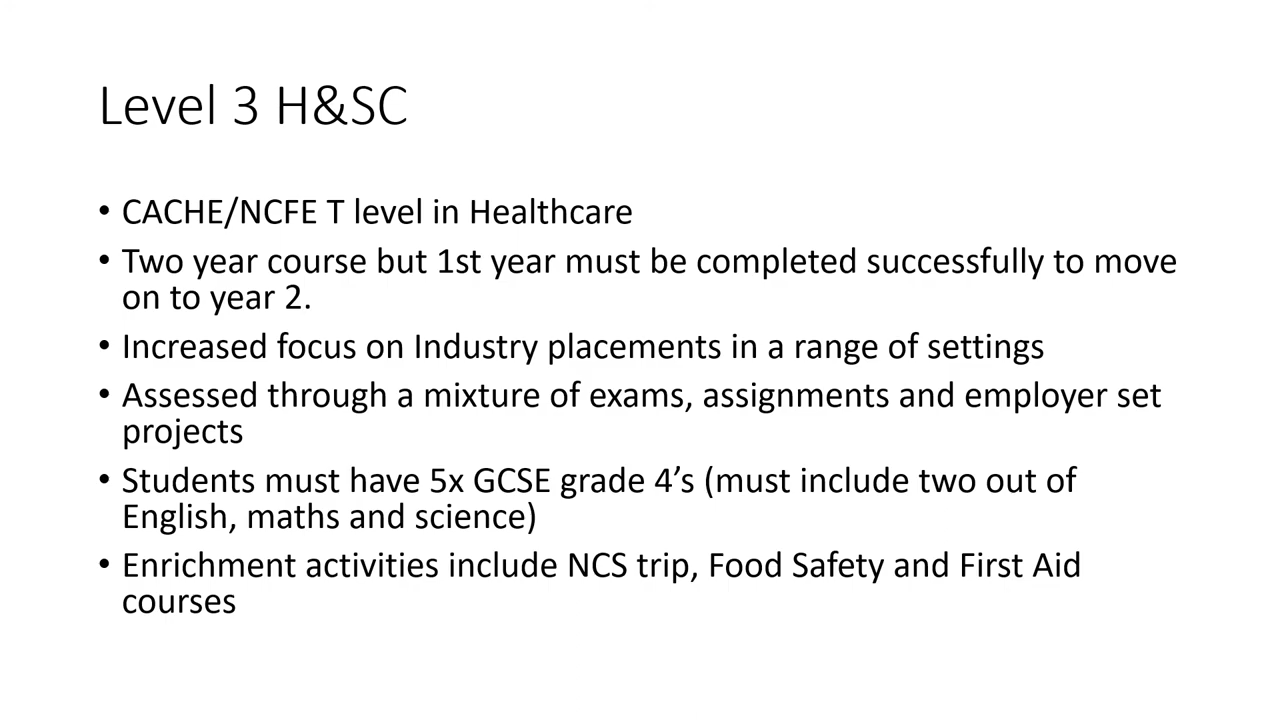 Level 3 H&SC
• CACHE/NCFE T level in Healthcare
• Two year course but 1st year must be completed successfully to move
on to year 2.
• Increased focus on Industry placements in a range of settings
• Assessed through a mixture of exams, assignments and employer set
projects
• Students must have 5x GCSE grade 4’s (must include two out of
English, maths and science)
• Enrichment activities include NCS trip, Food Safety and First Aid
courses